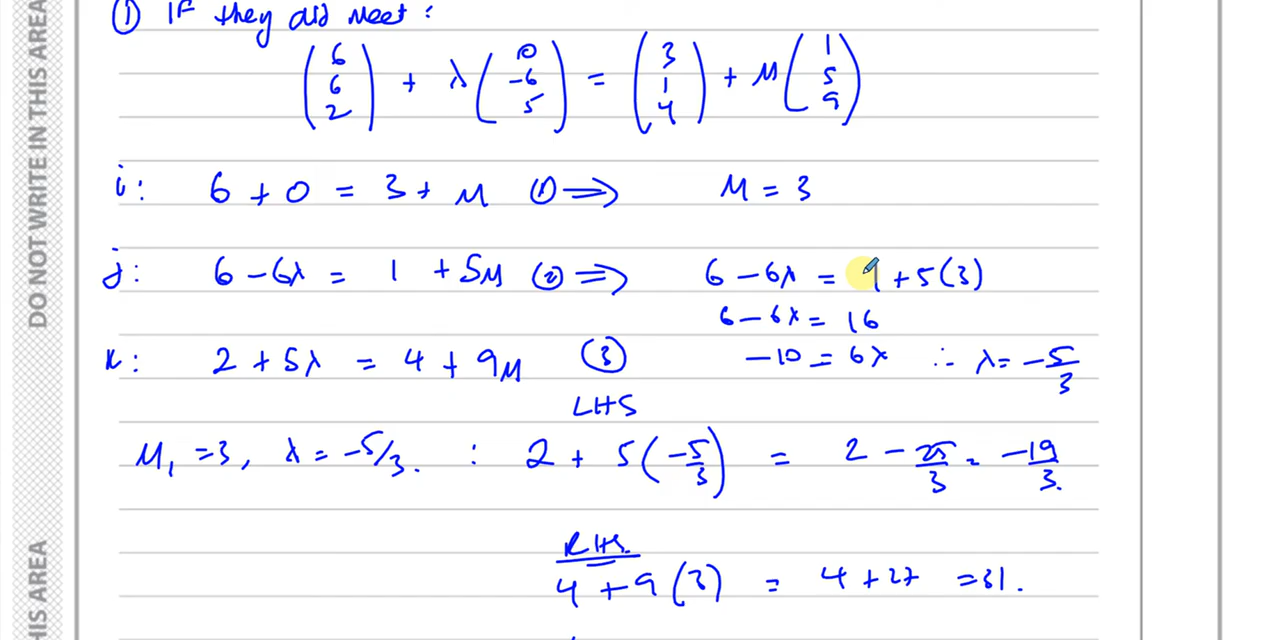 ① If they did meet:
(6 6 2) + λ(0 -6 5) = (3 1 4) + μ(1 5 9)
i: 6 + 0 = 3 + μ ① ⇒ μ = 3
j: 6 - 6λ = 1 + 5μ ② ⇒ 6 - 6λ = 1 + 5(3)
6 - 6λ = 16
k: 2 + 5λ = 4 + 9μ ③ -10 = 6λ ∴ λ = -5/3
LHS
μ, = 3, λ = -5/3. : 2 + 5(-5/3) = 2 - 25/3 = -19/3.
RHS.
4 + 9(3) = 4 + 27 = 31.
DO NOT WRITE IN THIS AREA
HIS AREA